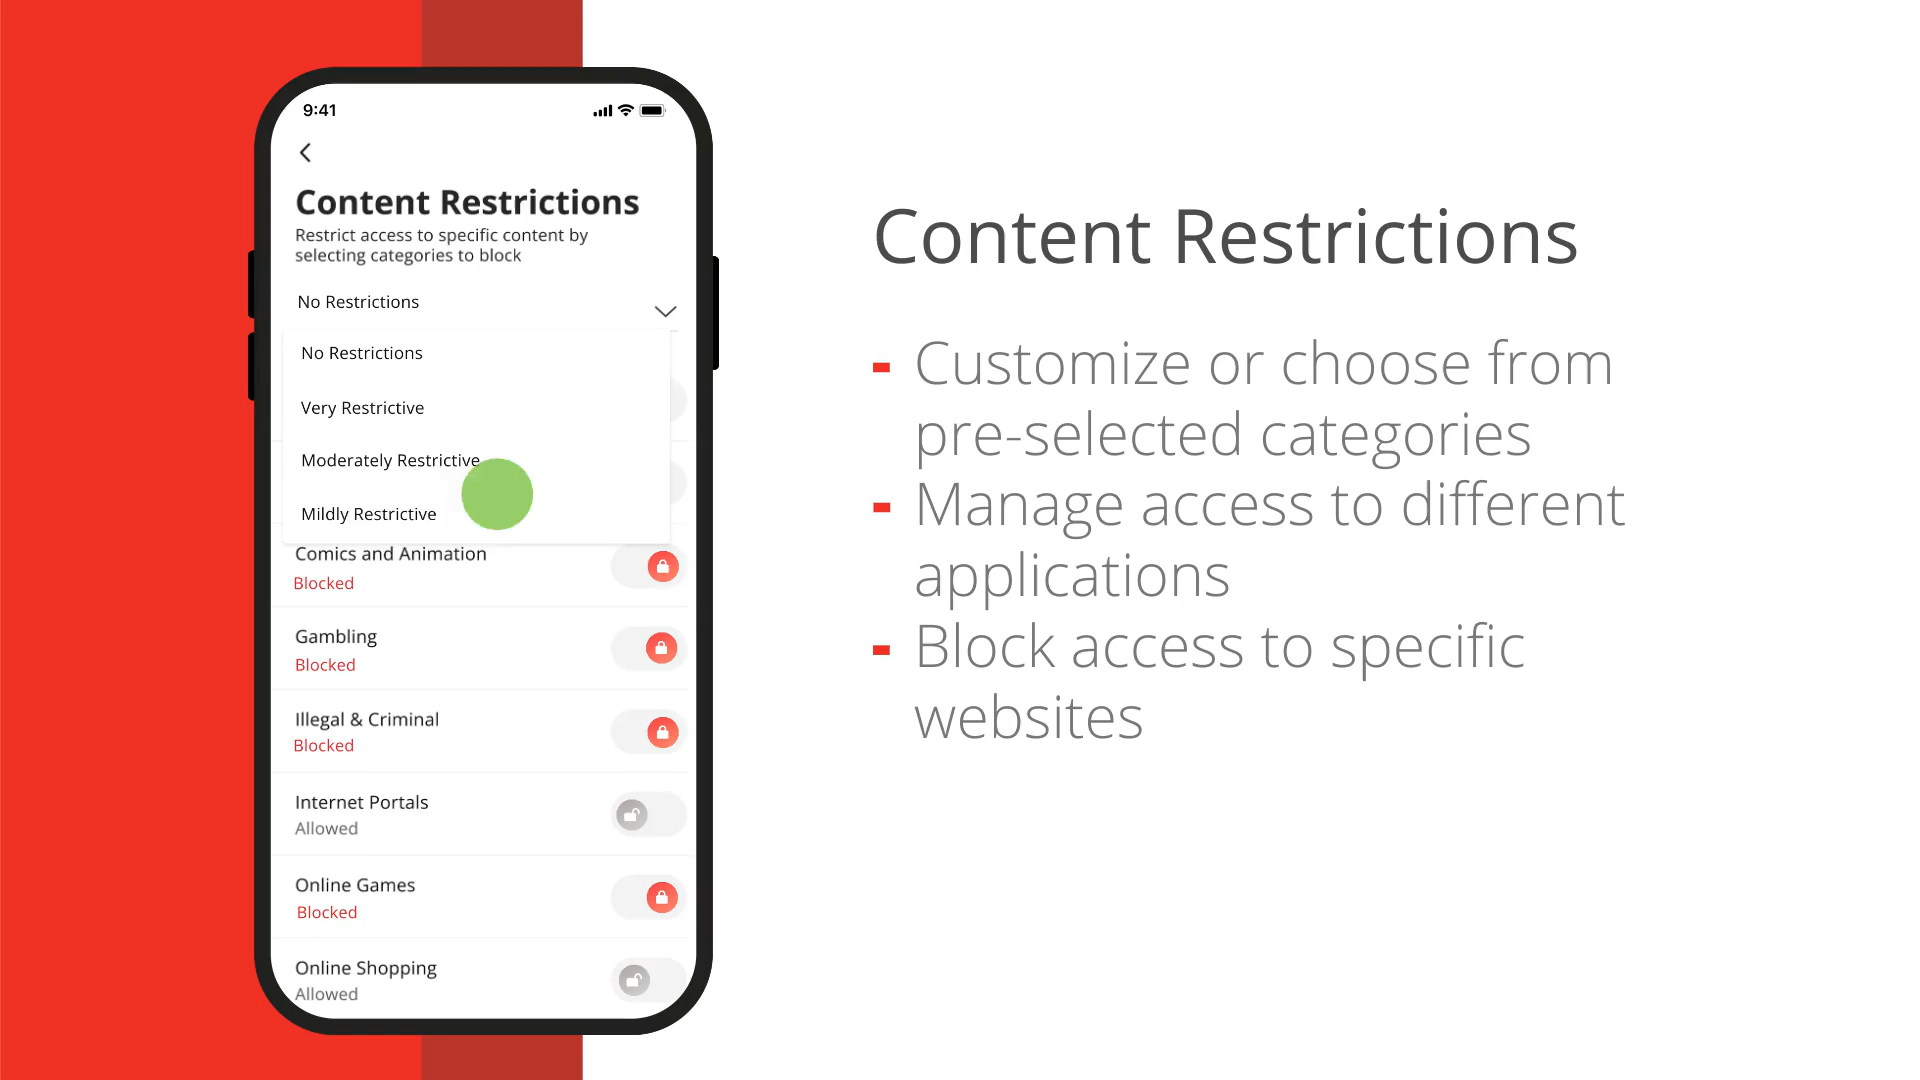 9:41
Content Restrictions
Restrict access to specific content by
selecting categories to block
No Restrictions
No Restrictions
Very Restrictive
Moderately Restrictive
Mildly Restrictive
Comics and Animation
Blocked
Gambling
Blocked
Illegal & Criminal
Blocked
Internet Portals
Allowed
Online Games
Blocked
Online Shopping
Allowed
Content Restrictions
- Customize or choose from
pre-selected categories
- Manage access to different
applications
- Block access to specific
websites